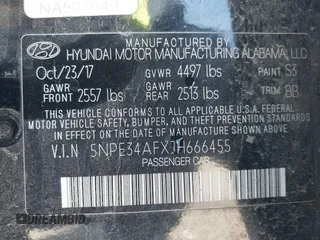 MANUFACTURED BY
HYUNDAI MOTOR MANUFACTURING ALABAMA, LLC
Oct/23/17 GVWR 4497 lbs PAINT S3
GAWR FRONT 2557 lbs GAWR REAR 2513 lbs TRIM BB
THIS VEHICLE CONFORMS TO ALL APPLICABLE U.S. FEDERAL
MOTOR VEHICLE SAFETY, BUMPER, AND THEFT PREVENTION STANDARDS
IN EFFECT ON THE DATE OF MANUFACTURE SHOWN ABOVE.
V.I.N 5NPE34AFXJH666455
PASSENGER CAR
DREAMBID